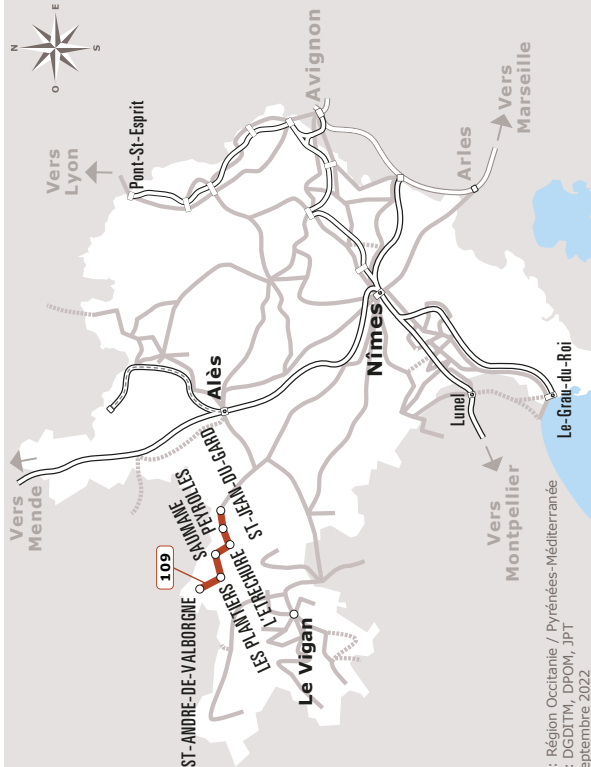 N
E
O
S
Vers
Lyon
Pont-St-Esprit
Avignon
Vers
Marseille
Arles
Vers
Mende
Alès
Nîmes
109
ST-ANDRE-DE-VALBORGNE
LES PLANTIERS
L'ETRECHURE
SAUMANE
PEYROLLES
ST-JEAN-DU-GARD
Le Vigan
Lunel
Le-Grau-du-Roi
Vers
Montpellier
: Région Occitanie / Pyrénées-Méditerranée
: DGDITM, DPOM, JPT
eptembre 2022